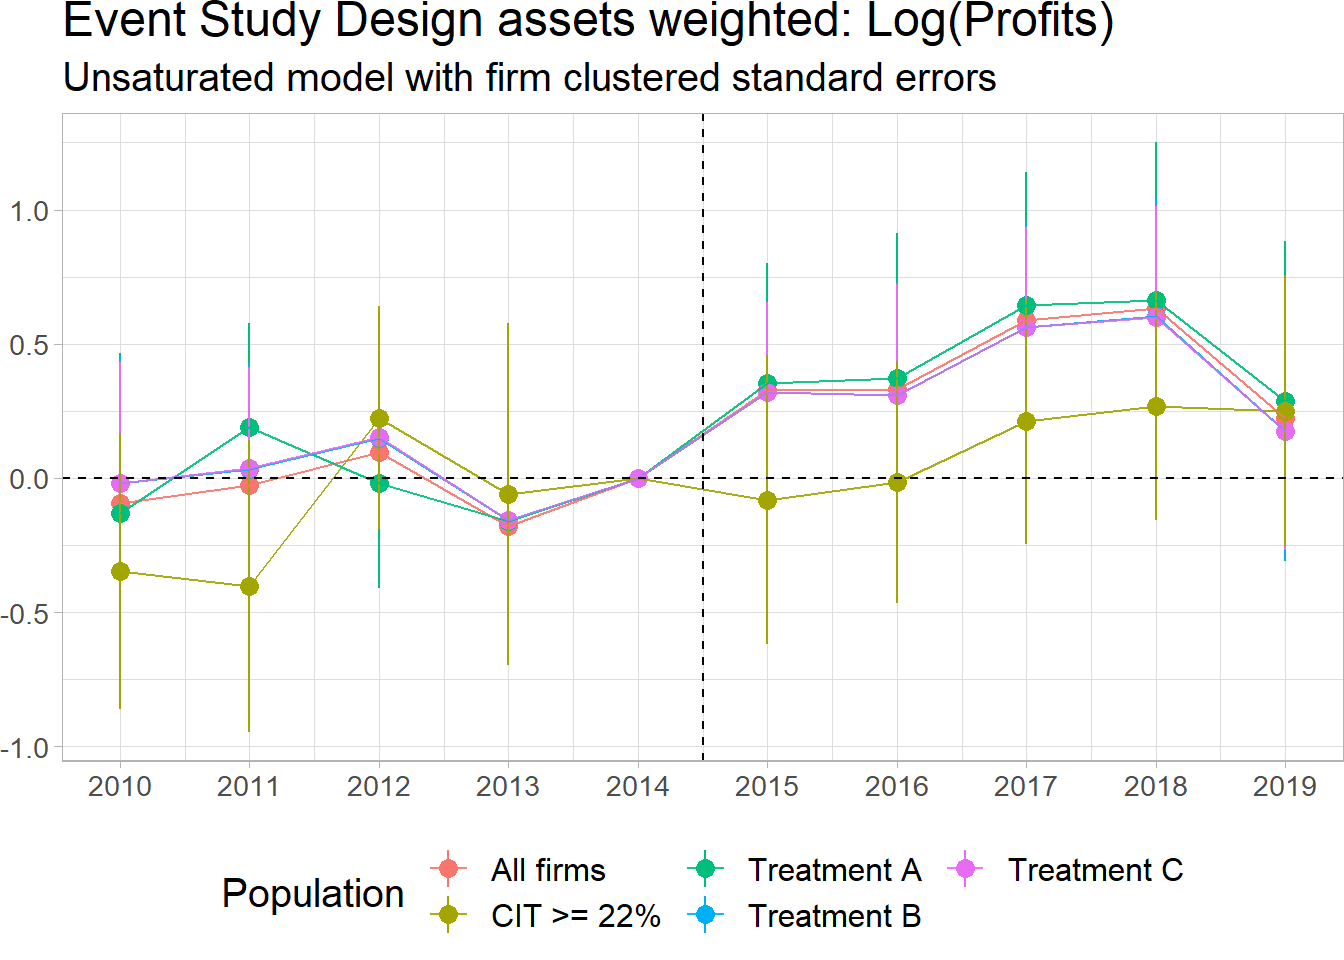 Event Study Design assets weighted: Log(Profits)
Unsaturated model with firm clustered standard errors
1.0
0.5
0.0
-0.5
-1.0
2010 2011 2012 2013 2014 2015 2016 2017 2018 2019
Population
All firms Treatment A Treatment C
CIT >= 22% Treatment B